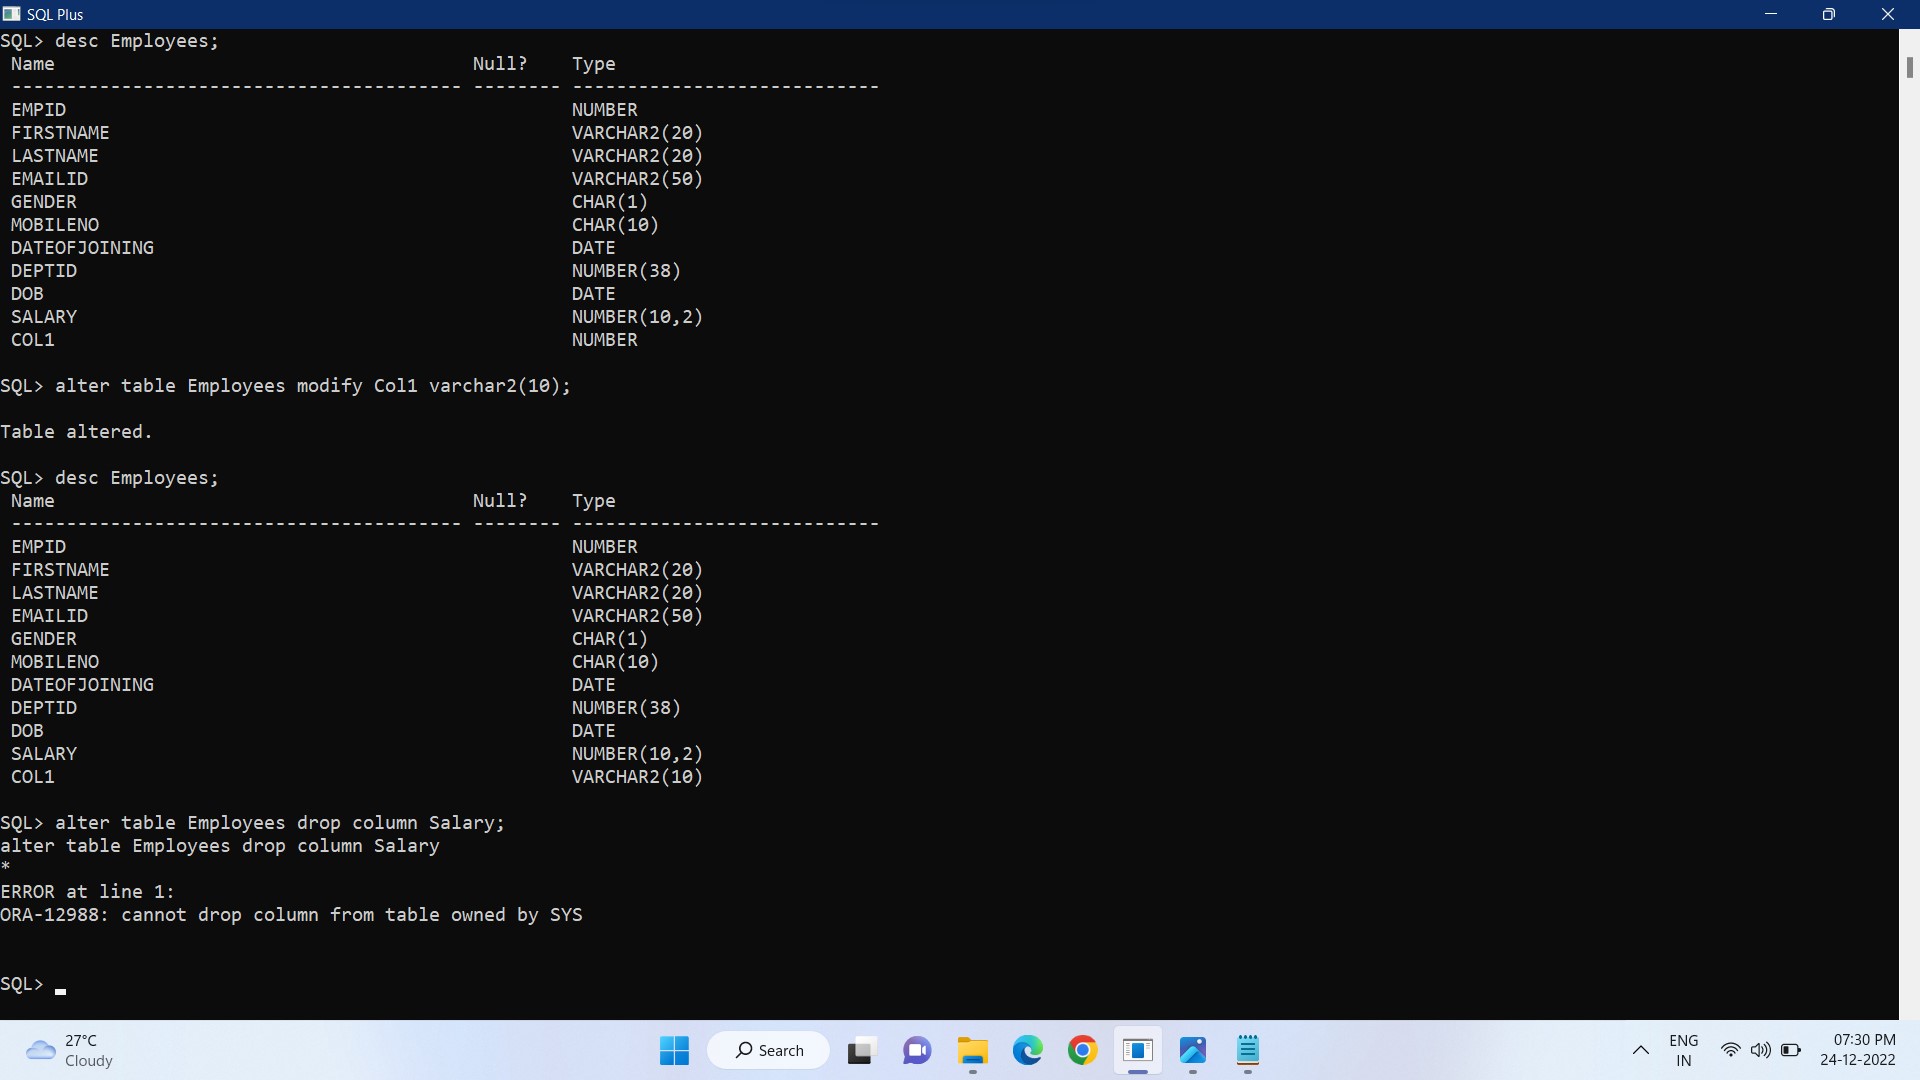 SQL Plus
SQL> desc Employees;
Name Null? Type
----------------------------------------- -------- ----------------------------
EMPID NUMBER
FIRSTNAME VARCHAR2(20)
LASTNAME VARCHAR2(20)
EMAILID VARCHAR2(50)
GENDER CHAR(1)
MOBILENO CHAR(10)
DATEOFJOINING DATE
DEPTID NUMBER(38)
DOB DATE
SALARY NUMBER(10,2)
COL1 NUMBER
SQL> alter table Employees modify Col1 varchar2(10);
Table altered.
SQL> desc Employees;
Name Null? Type
----------------------------------------- -------- ----------------------------
EMPID NUMBER
FIRSTNAME VARCHAR2(20)
LASTNAME VARCHAR2(20)
EMAILID VARCHAR2(50)
GENDER CHAR(1)
MOBILENO CHAR(10)
DATEOFJOINING DATE
DEPTID NUMBER(38)
DOB DATE
SALARY NUMBER(10,2)
COL1 VARCHAR2(10)
SQL> alter table Employees drop column Salary;
alter table Employees drop column Salary
*
ERROR at line 1:
ORA-12988: cannot drop column from table owned by SYS
SQL>
27°C
Cloudy
Search
ENG
IN
07:30 PM
24-12-2022